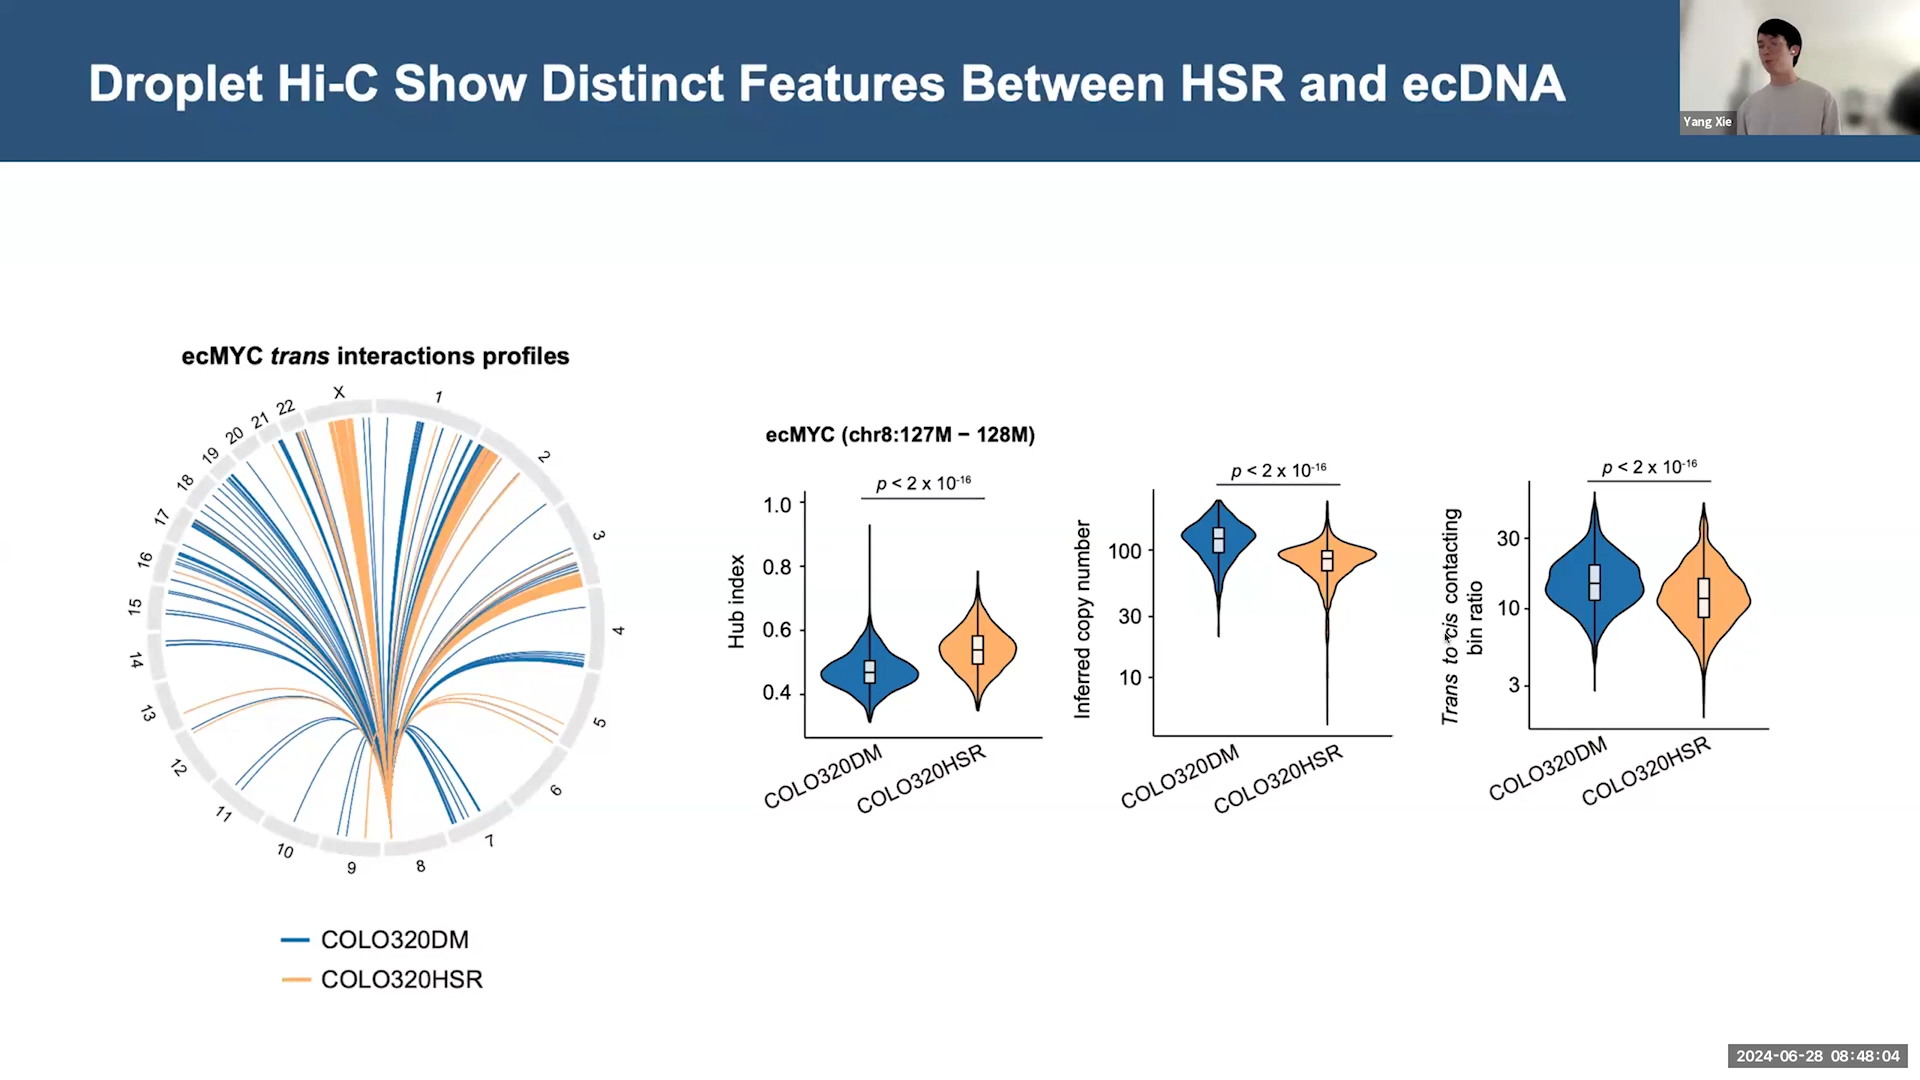 Droplet Hi-C Show Distinct Features Between HSR and ecDNA
Yang Xie
ecMYC trans interactions profiles
X
1
2
3
4
5
6
7
8
9
10
11
12
13
14
15
16
17
18
19
20
21
22
COLO320DM
COLO320HSR
ecMYC (chr8:127M − 128M)
p < 2 x 10-16
Hub index
1.0
0.8
0.6
0.4
COLO320DM
COLO320HSR
p < 2 x 10-16
Inferred copy number
100
30
10
COLO320DM
COLO320HSR
p < 2 x 10-16
Trans to cis contacting
bin ratio
30
10
3
COLO320DM
COLO320HSR
2024-06-28 08:48:04